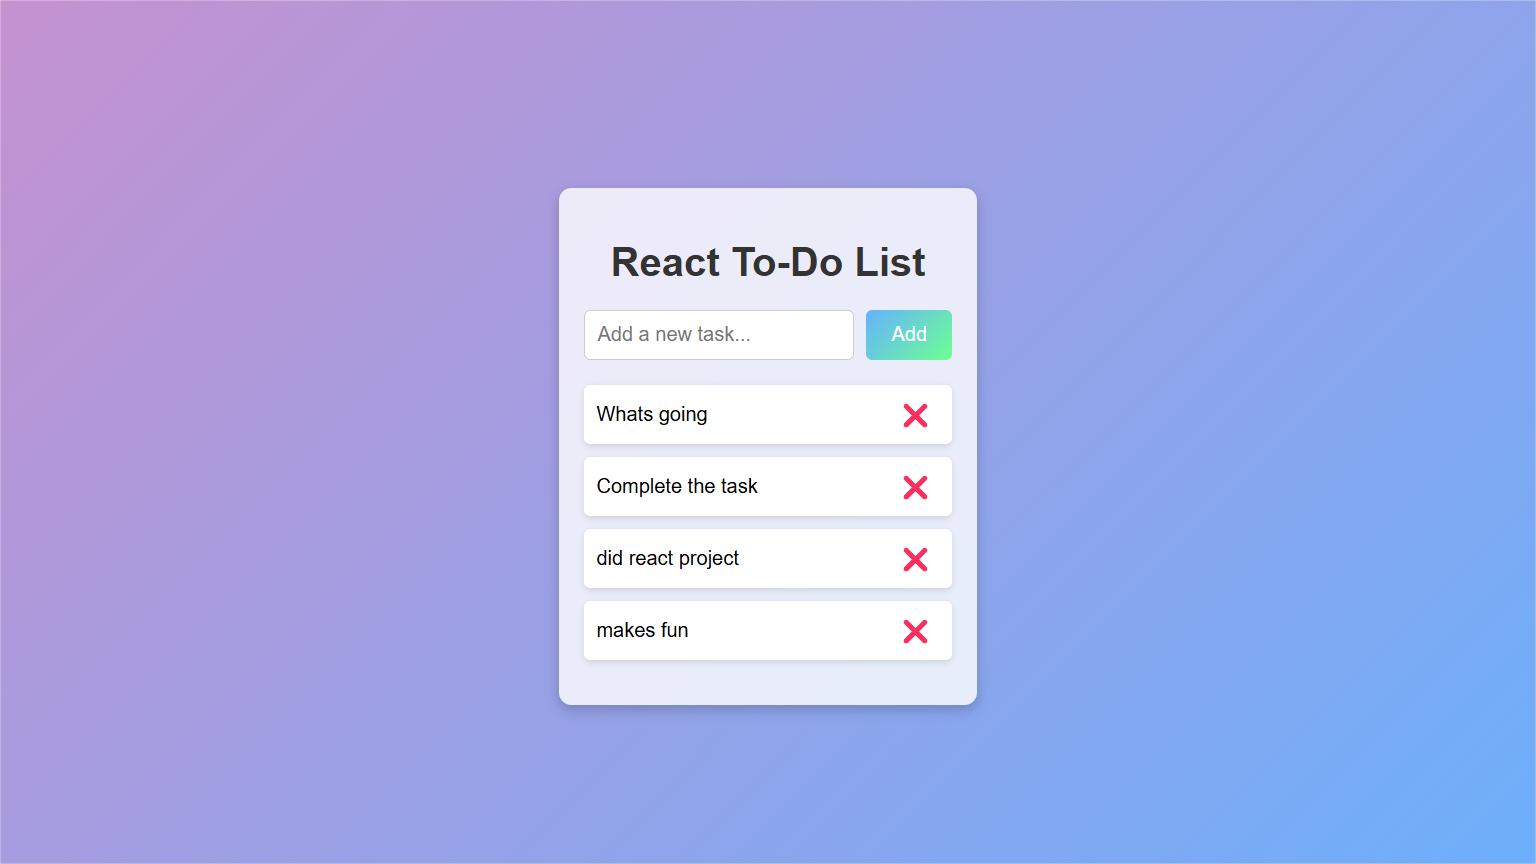 React To-Do List
Add a new task...
Add
Whats going
Complete the task
did react project
makes fun